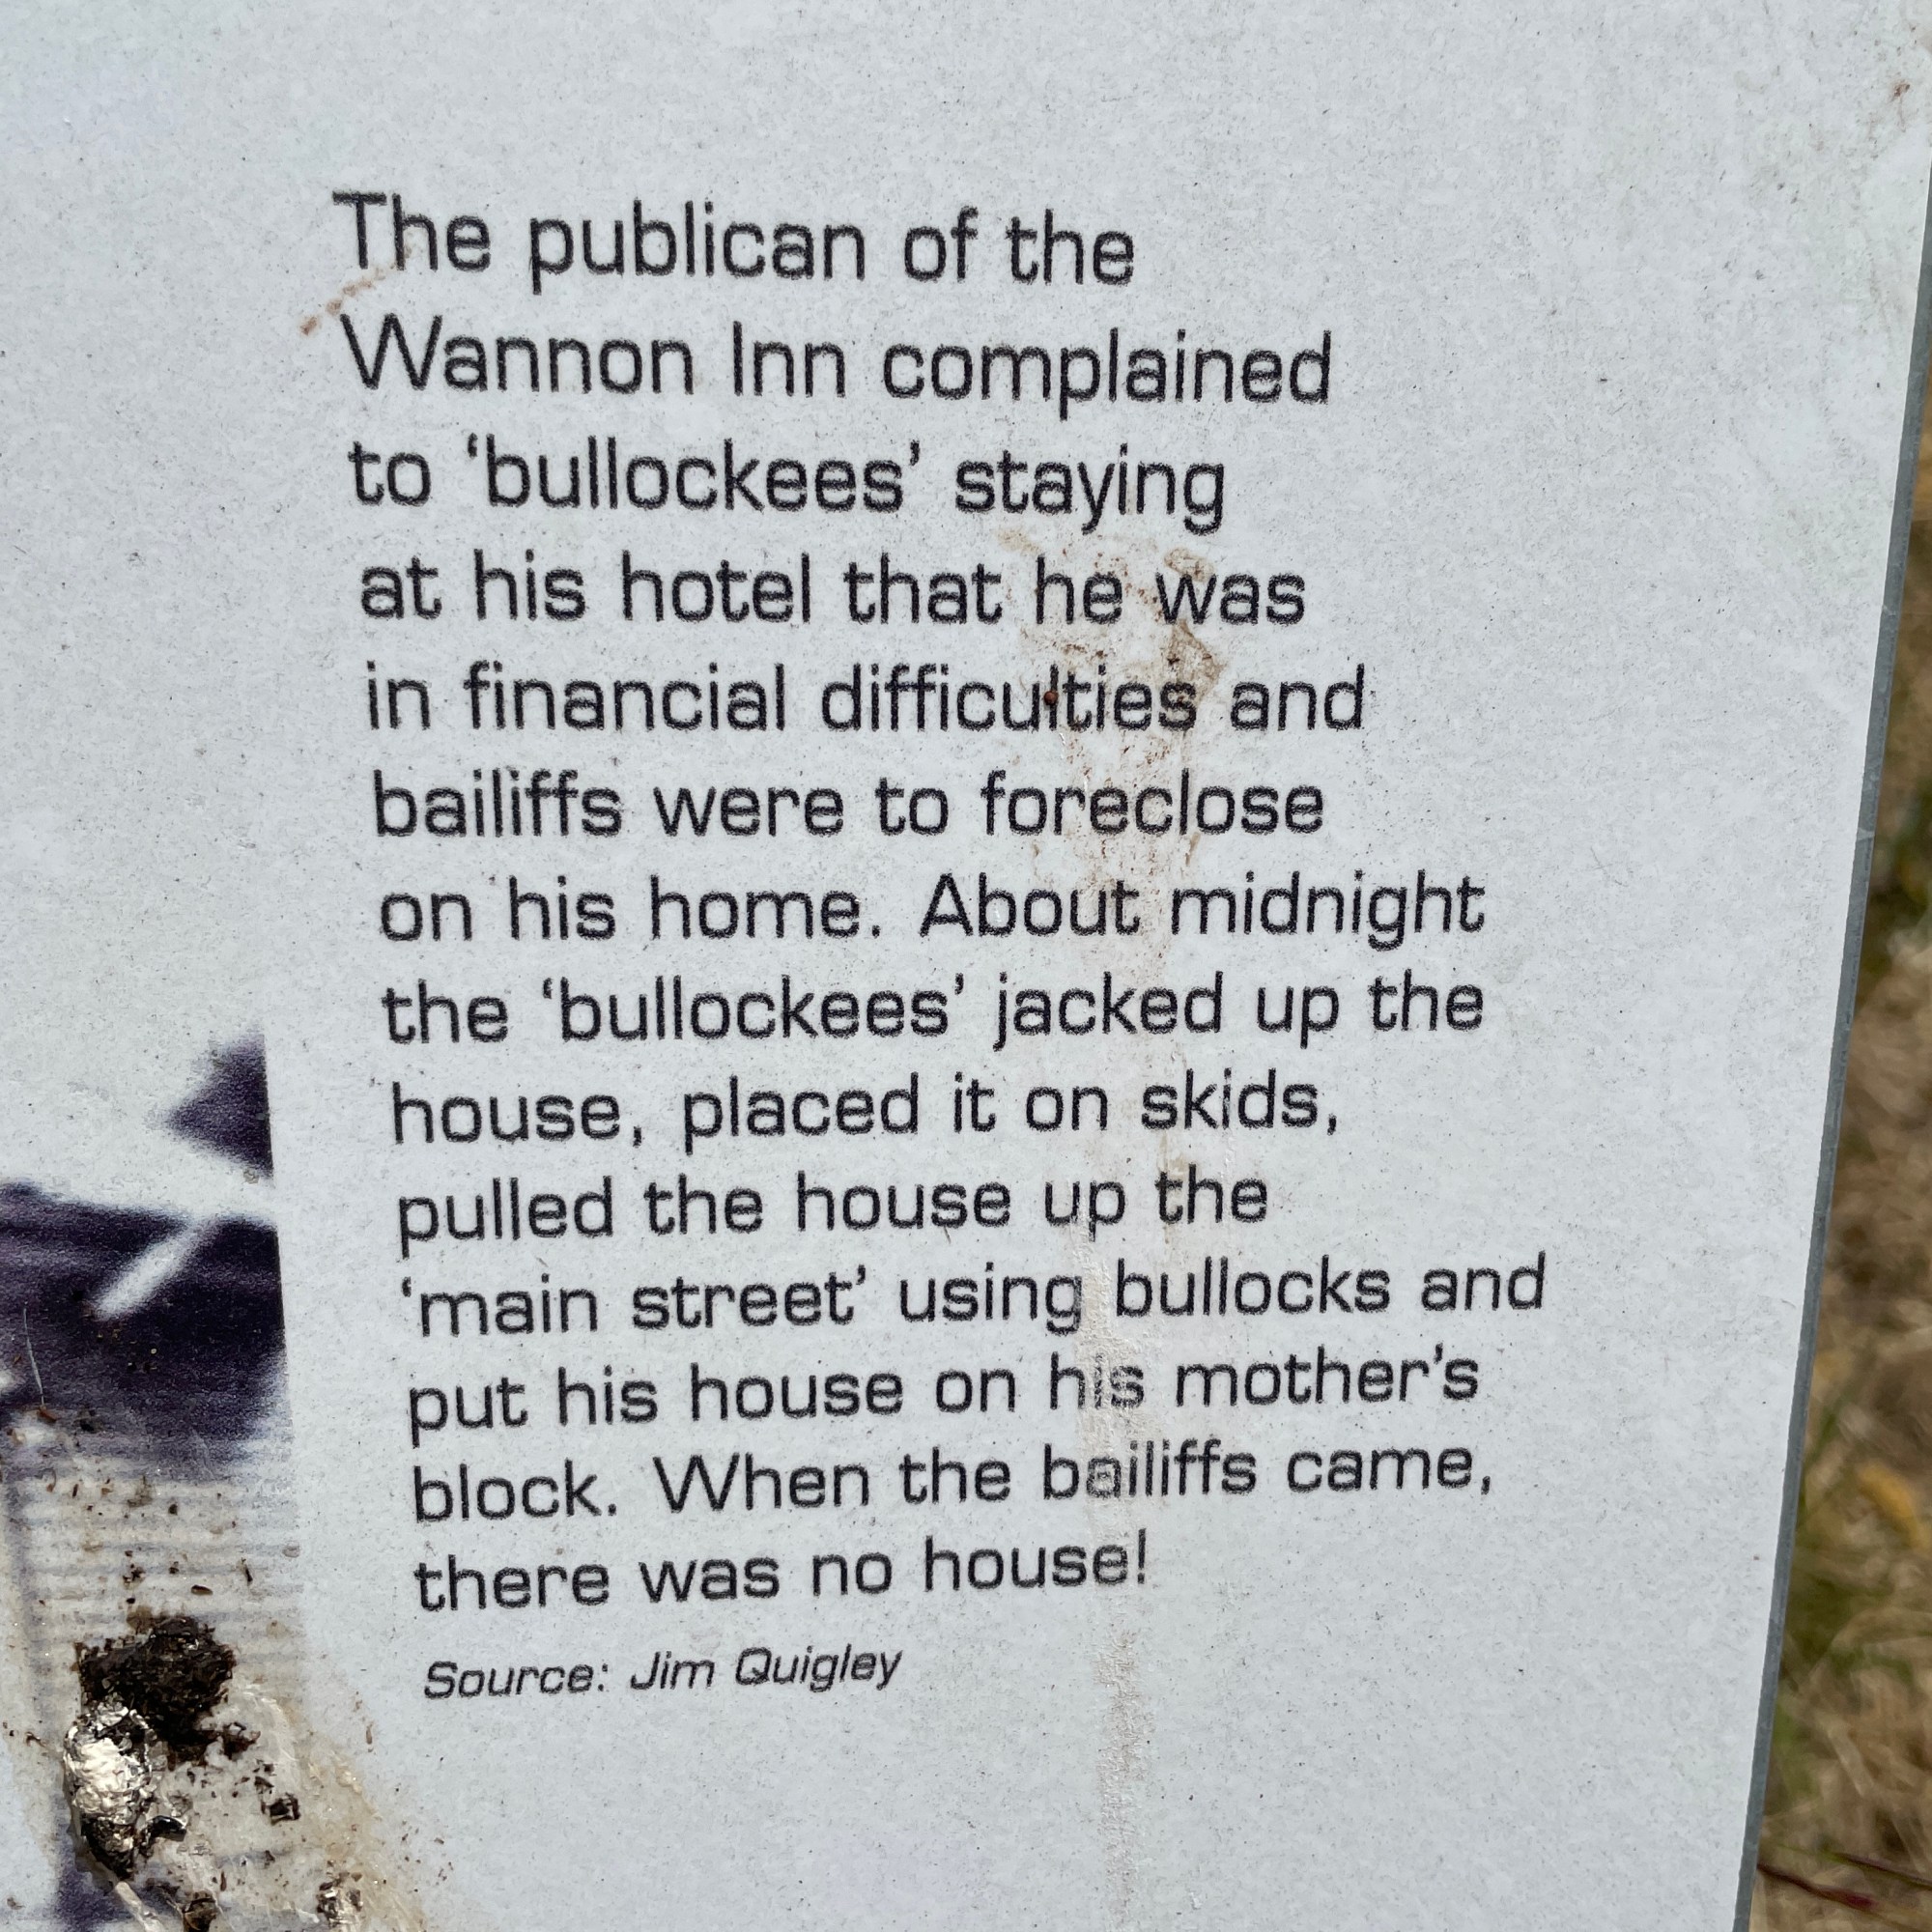 The publican of the
Wannon Inn complained
to ‘bullockees’ staying
at his hotel that he was
in financial difficulties and
bailiffs were to foreclose
on his home. About midnight
the ‘bullockees’ jacked up the
house, placed it on skids,
pulled the house up the
‘main street’ using bullocks and
put his house on his mother’s
block. When the bailiffs came,
there was no house!
Source: Jim Quigley